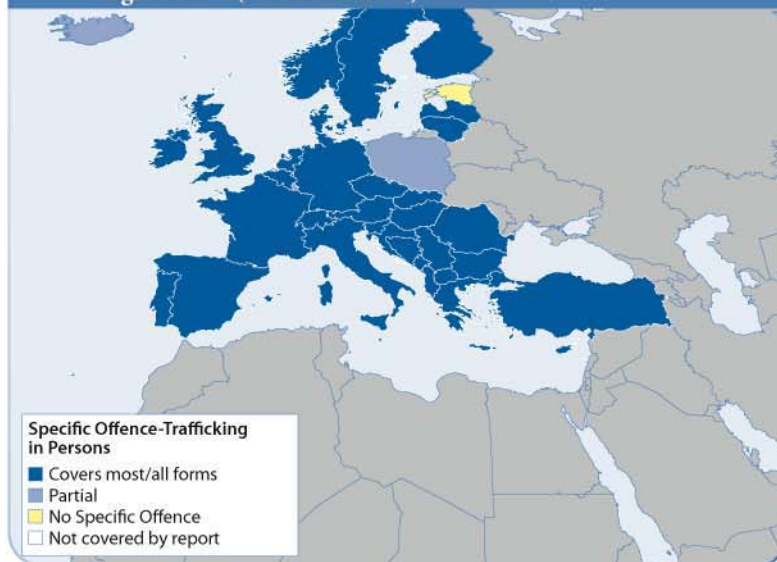 Specific Offence-Trafficking
in Persons
Covers most/all forms
Partial
No Specific Offence
Not covered by report